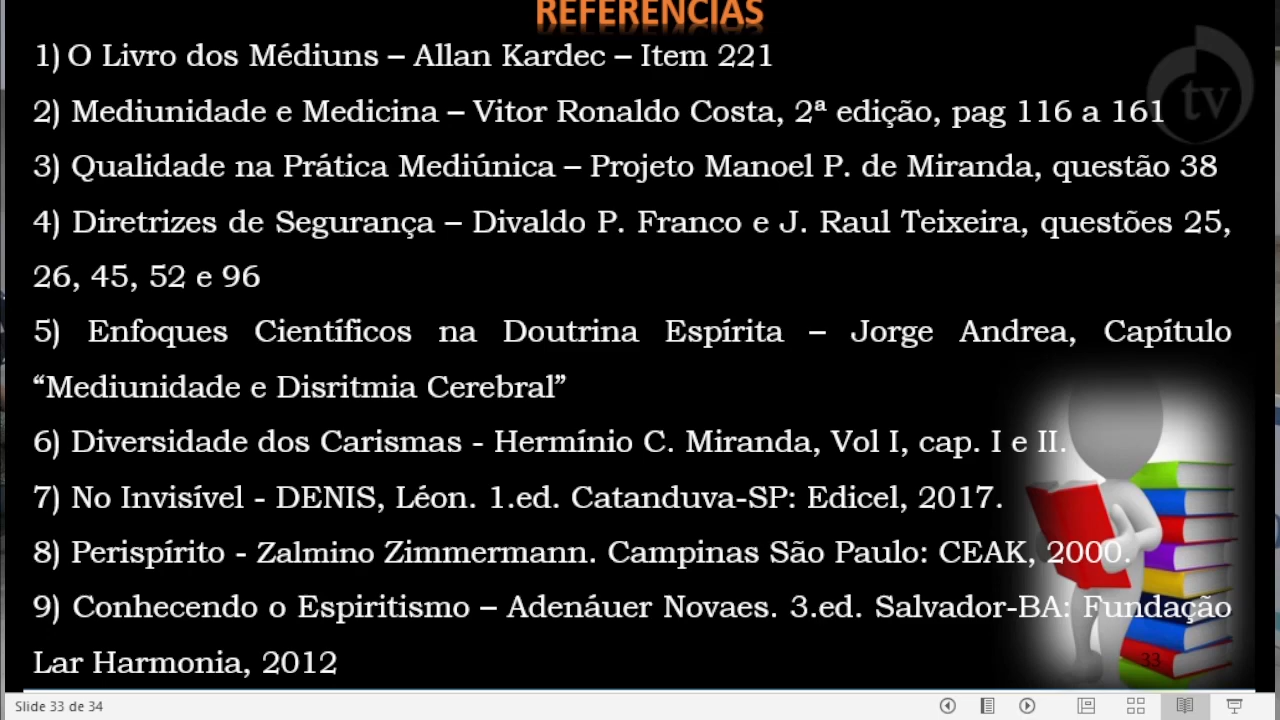 REFERÊNCIAS
1) O Livro dos Médiuns – Allan Kardec – Item 221
tv
2) Mediunidade e Medicina – Vitor Ronaldo Costa, 2ª edição, pag 116 a 161
3) Qualidade na Prática Mediúnica – Projeto Manoel P. de Miranda, questão 38
4) Diretrizes de Segurança – Divaldo P. Franco e J. Raul Teixeira, questões 25,
26, 45, 52 e 96
5) Enfoques Científicos na Doutrina Espírita – Jorge Andrea, Capítulo
“Mediunidade e Disritmia Cerebral”
6) Diversidade dos Carismas - Hermínio C. Miranda, Vol I, cap. I e II.
7) No Invisível - DENIS, Léon. 1.ed. Catanduva-SP: Edicel, 2017.
8) Perispírito - Zalmino Zimmermann. Campinas São Paulo: CEAK, 2000.
9) Conhecendo o Espiritismo – Adenáuer Novaes. 3.ed. Salvador-BA: Fundação
Lar Harmonia, 2012
33
Slide 33 de 34